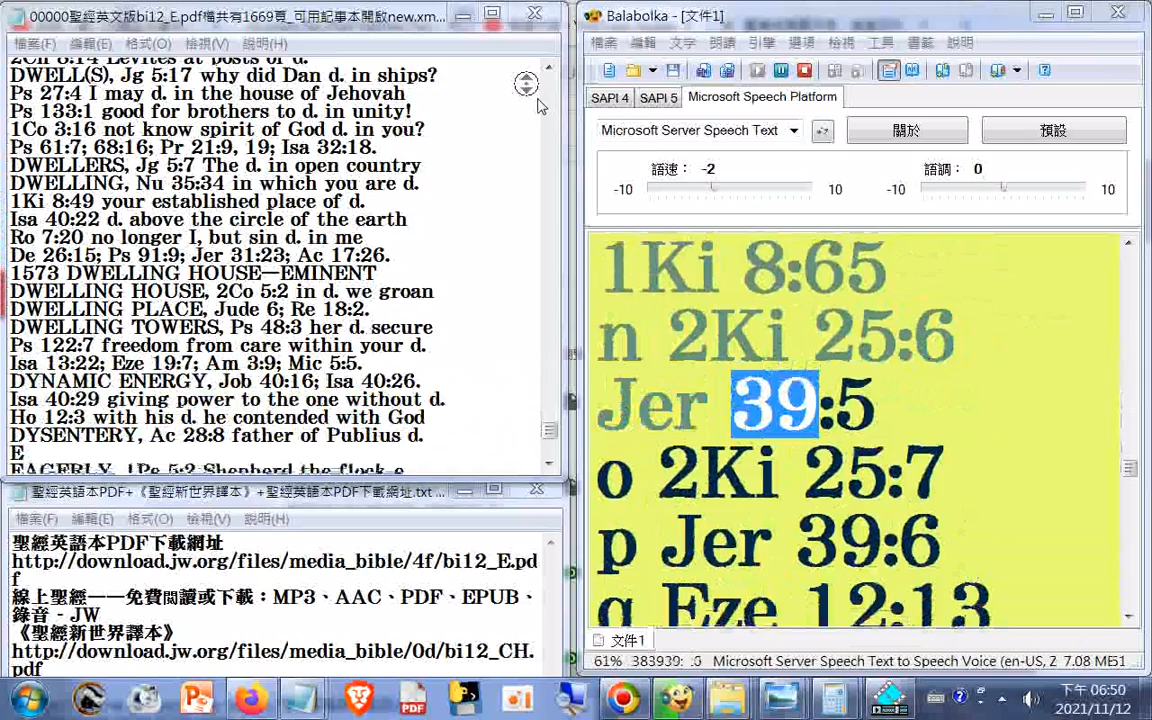 00000聖經英文版bi12_E.pdf檔共有1669頁_可用記事本開啟new.xm...
檔案(F) 編輯(E) 格式(O) 檢視(V) 說明(H)
2Ch 8:14 Levites at posts of d.
DWELL(S), Jg 5:17 why did Dan d. in ships?
Ps 27:4 I may d. in the house of Jehovah
Ps 133:1 good for brothers to d. in unity!
1Co 3:16 not know spirit of God d. in you?
Ps 61:7; 68:16; Pr 21:9, 19; Isa 32:18.
DWELLERS, Jg 5:7 The d. in open country
DWELLING, Nu 35:34 in which you are d.
1Ki 8:49 your established place of d.
Isa 40:22 d. above the circle of the earth
Ro 7:20 no longer I, but sin d. in me
De 26:15; Ps 91:9; Jer 31:23; Ac 17:26.
1573 DWELLING HOUSE—EMINENT
DWELLING HOUSE, 2Co 5:2 in d. we groan
DWELLING PLACE, Jude 6; Re 18:2.
DWELLING TOWERS, Ps 48:3 her d. secure
Ps 122:7 freedom from care within your d.
Isa 13:22; Eze 19:7; Am 3:9; Mic 5:5.
DYNAMIC ENERGY, Job 40:16; Isa 40:26.
Isa 40:29 giving power to the one without d.
Ho 12:3 with his d. he contended with God
DYSENTERY, Ac 28:8 father of Publius d.
E
EAGERLY, 1Pe 5:2 Shepherd the flock e
聖經英語本PDF+《聖經新世界譯本》+聖經英語本PDF下載網址.txt ...
檔案(F) 編輯(E) 格式(O) 檢視(V) 說明(H)
聖經英語本PDF下載網址
http://download.jw.org/files/media_bible/4f/bi12_E.pd
f
線上聖經——免費閱讀或下載：MP3、AAC、PDF、EPUB、
錄音 - JW
《聖經新世界譯本》
http://download.jw.org/files/media_bible/0d/bi12_CH.
pdf
Balabolka - [文件1]
檔案 編輯 文字 朗讀 引擎 選項 檢視 工具 書籤 說明
SAPI 4 SAPI 5 Microsoft Speech Platform
Microsoft Server Speech Text 關於 預設
語速： -2 語調： 0
-10 10 -10 10
1Ki 8:65
n 2Ki 25:6
Jer 39:5
o 2Ki 25:7
p Jer 39:6
q Eze 12:13
文件1
61% Microsoft Server Speech Text to Speech Voice (en-US, Z 7.08 ME
下午 06:50
2021/11/12